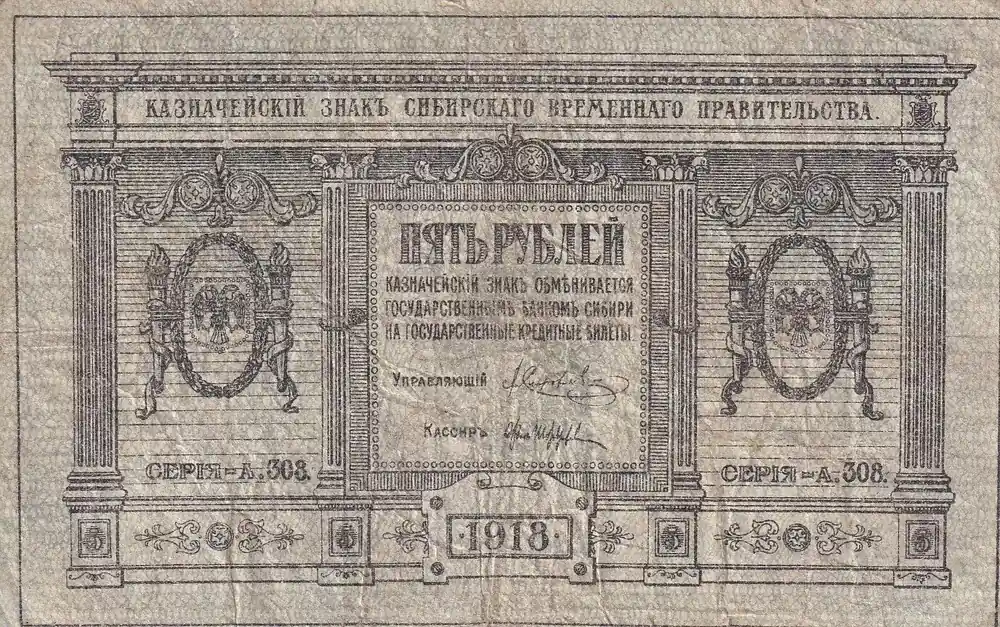 КАЗНАЧЕЙСКІЙ ЗНАКЪ СИБИРСКАГО ВРЕМЕННАГО ПРАВИТЕЛЬСТВА.
ПЯТЬ РУБЛЕЙ
КАЗНАЧЕЙСКІЙ ЗНАКЪ ОБМѢНИВАЕТСЯ
ГОСУДАРСТВЕННЫМЪ БАНКОМЪ СИБИРИ
НА ГОСУДАРСТВЕННЫЕ КРЕДИТНЫЕ БИЛЕТЫ.
УПРАВЛЯЮЩІЙ
КАССИРЪ
СЕРІЯ-А.308. СЕРІЯ-А.308.
5 5 ·1918· 5 5